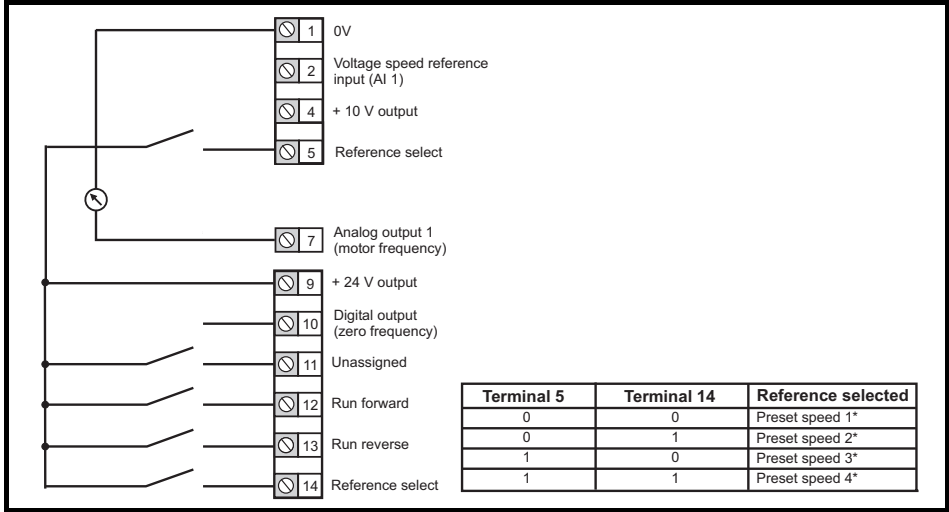 1 0V
2 Voltage speed reference
input (AI 1)
4 + 10 V output
5 Reference select
7 Analog output 1
(motor frequency)
9 + 24 V output
10 Digital output
(zero frequency)
11 Unassigned
12 Run forward
13 Run reverse
14 Reference select
Terminal 5 Terminal 14 Reference selected
0 0 Preset speed 1*
0 1 Preset speed 2*
1 0 Preset speed 3*
1 1 Preset speed 4*